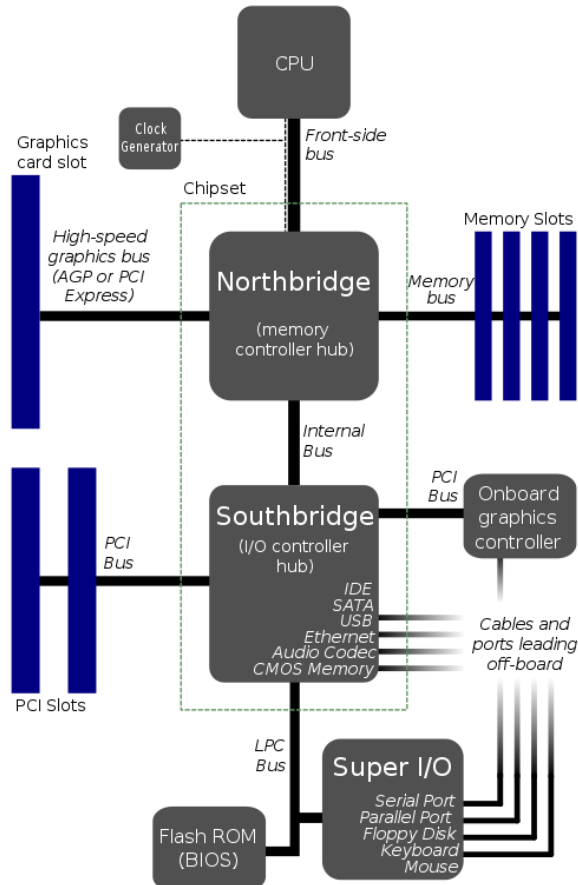 CPU
Clock
Generator
Front-side
bus
Graphics
card slot
Chipset
High-speed
graphics bus
(AGP or PCI
Express)
Northbridge
(memory
controller hub)
Memory Slots
Memory
bus
Internal
Bus
PCI
Bus
Onboard
graphics
controller
Southbridge
(I/O controller
hub)
PCI
Bus
IDE
SATA
USB
Ethernet
Audio Codec
CMOS Memory
Cables and
ports leading
off-board
PCI Slots
LPC
Bus
Super I/O
Serial Port
Parallel Port
Floppy Disk
Keyboard
Mouse
Flash ROM
(BIOS)